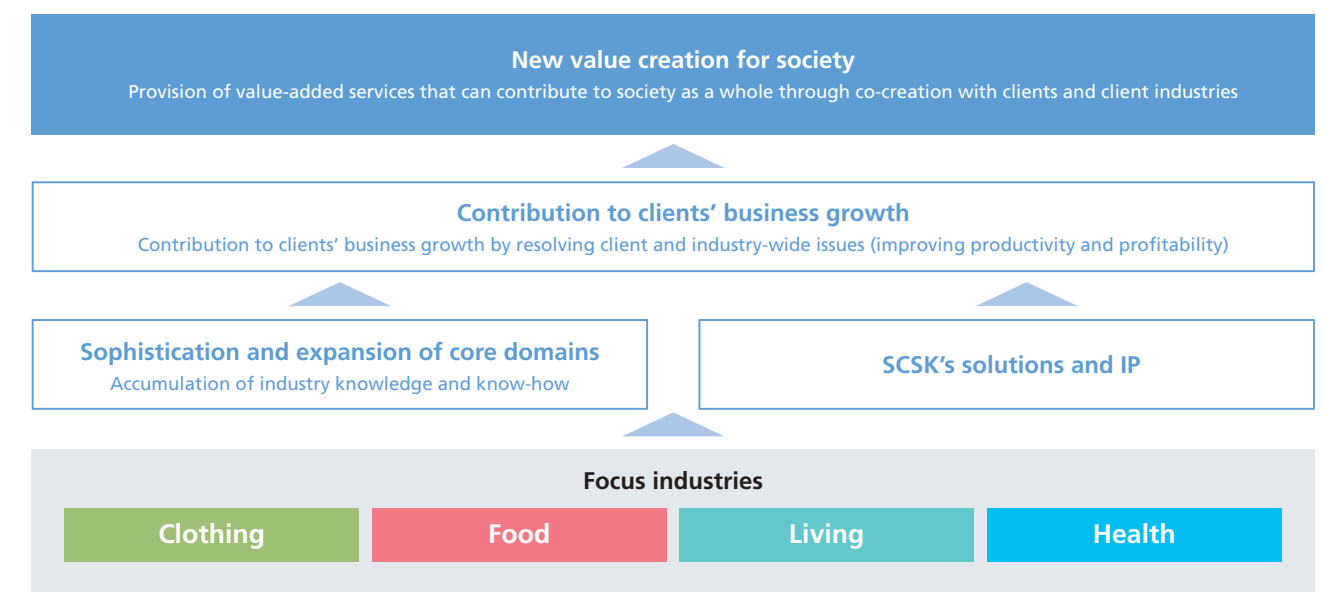 New value creation for society
Provision of value-added services that can contribute to society as a whole through co-creation with clients and client industries
Contribution to clients’ business growth
Contribution to clients’ business growth by resolving client and industry-wide issues (improving productivity and profitability)
Sophistication and expansion of core domains
Accumulation of industry knowledge and know-how
SCSK’s solutions and IP
Focus industries
Clothing
Food
Living
Health